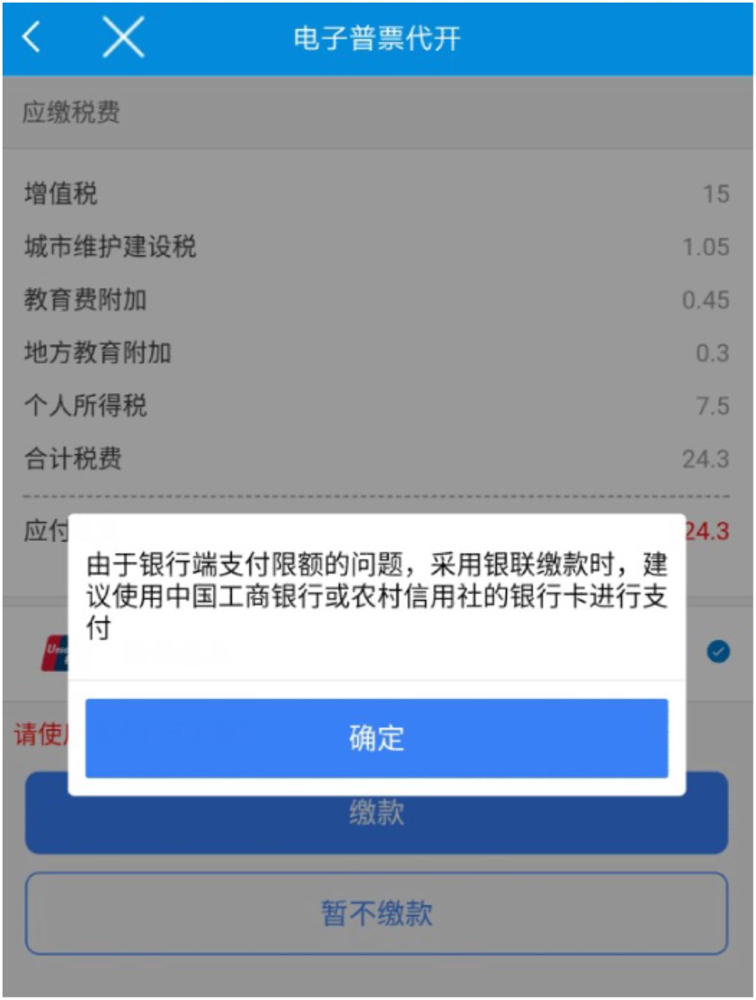 电子普票代开
应缴税费
增值税 15
城市维护建设税 1.05
教育费附加 0.45
地方教育附加 0.3
个人所得税 7.5
合计税费 24.3
应付 24.3
由于银行端支付限额的问题，采用银联缴款时，建
议使用中国工商银行或农村信用社的银行卡进行支
付
请使
确定
缴款
暂不缴款